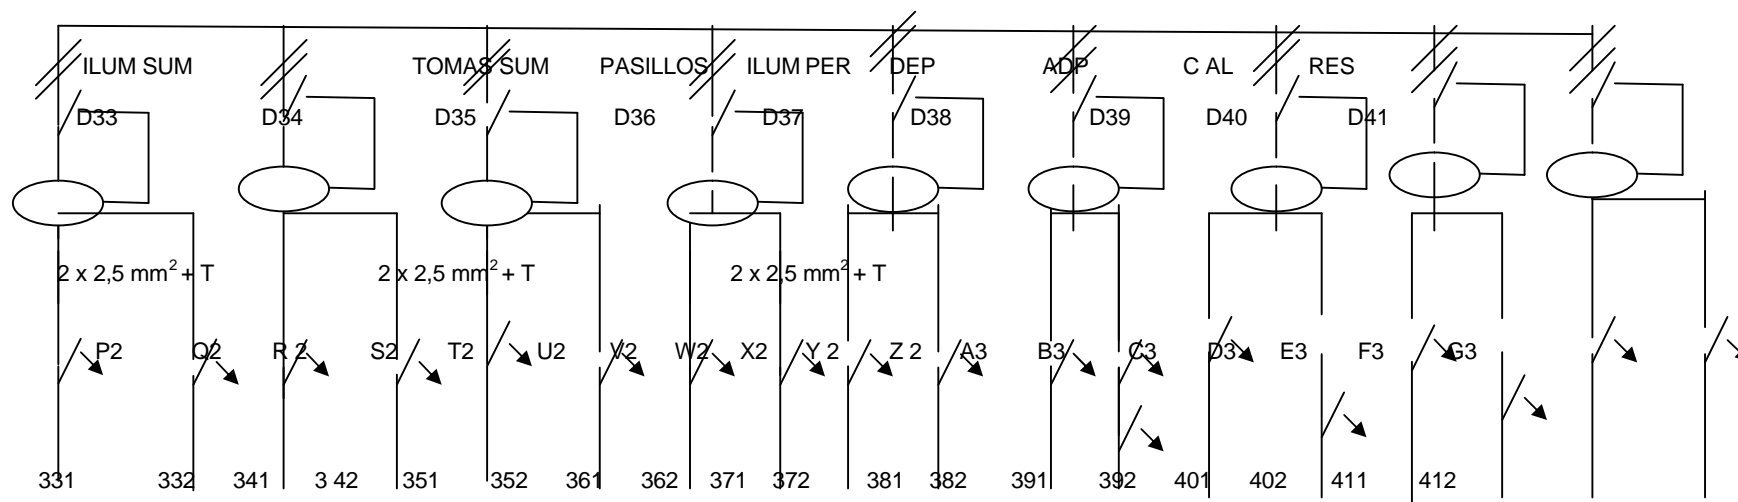 ILUM SUM TOMAS SUM PASILLOS ILUM PER DEP ADP C AL RES
D33 D34 D35 D36 D37 D38 D39 D40 D41
2 x 2,5 mm² + T 2 x 2,5 mm² + T 2 x 2,5 mm² + T
P2 Q2 R 2 S2 T2 U2 V2 W2 X2 Y 2 Z 2 A3 B3 C3 D3 E3 F3 G3
331 332 341 3 42 351 352 361 362 371 372 381 382 391 392 401 402 411 412